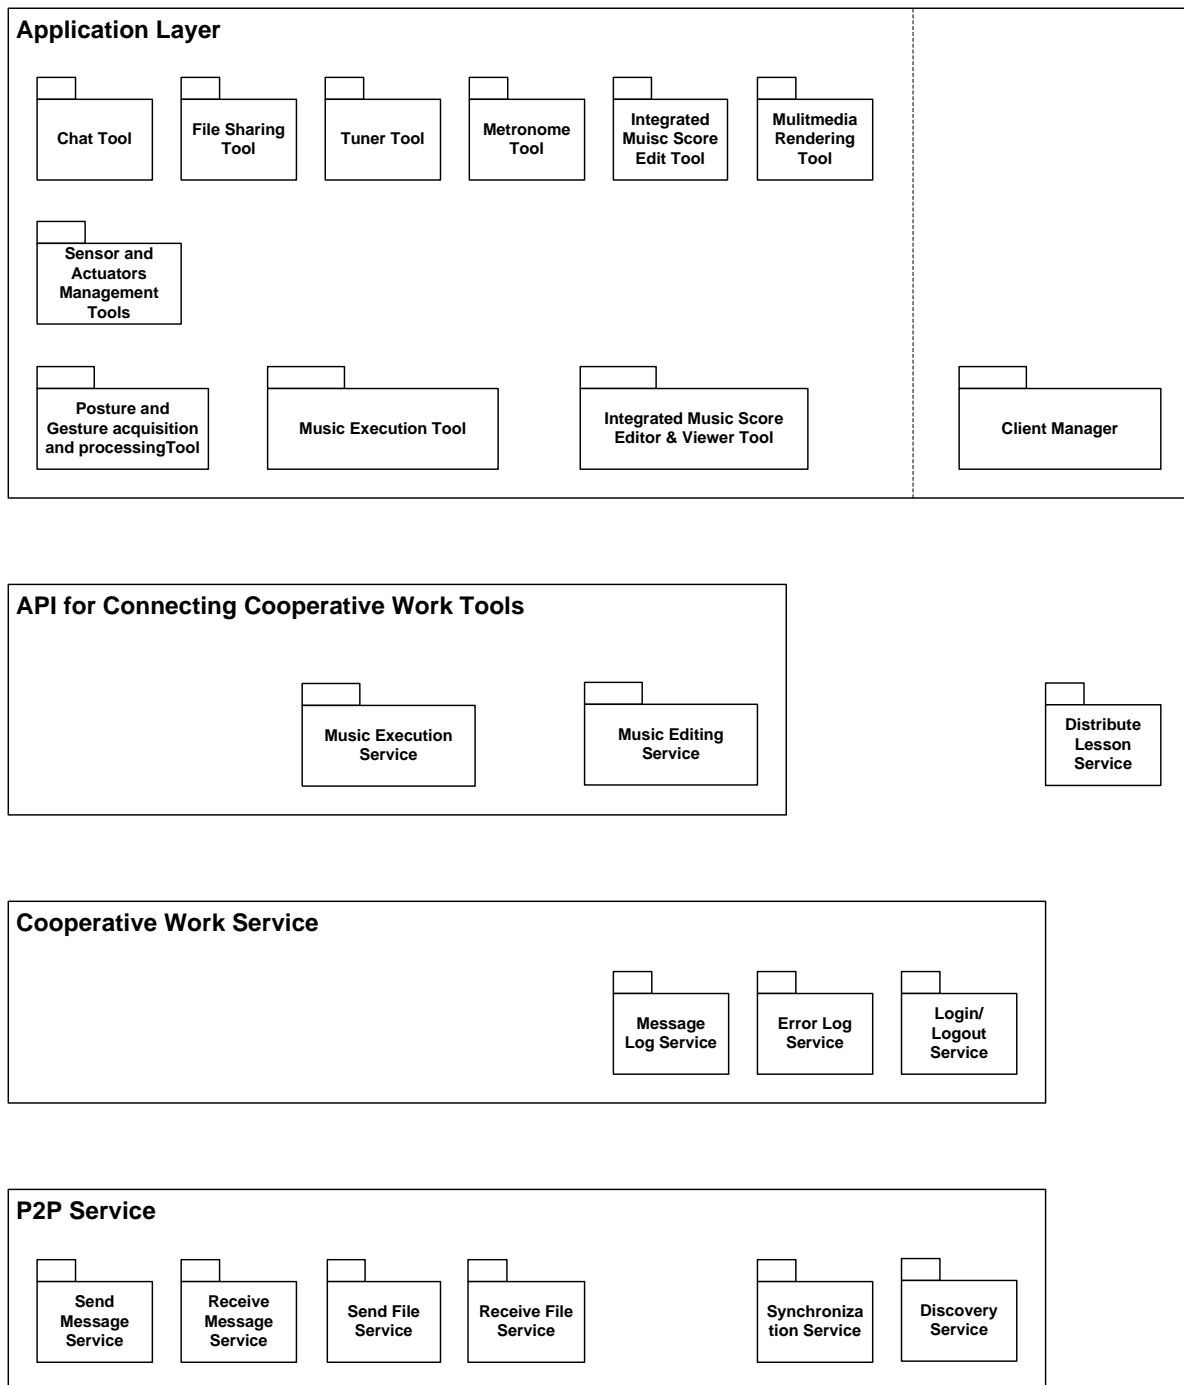 Application Layer
Chat Tool
File Sharing
Tool
Tuner Tool
Metronome
Tool
Integrated
Muisc Score
Edit Tool
Mulitmedia
Rendering
Tool
Sensor and
Actuators
Management
Tools
Posture and
Gesture acquisition
and processingTool
Music Execution Tool
Integrated Music Score
Editor & Viewer Tool
Client Manager
API for Connecting Cooperative Work Tools
Music Execution
Service
Music Editing
Service
Distribute
Lesson
Service
Cooperative Work Service
Message
Log Service
Error Log
Service
Login/
Logout
Service
P2P Service
Send
Message
Service
Receive
Message
Service
Send File
Service
Receive File
Service
Synchroniza
tion Service
Discovery
Service